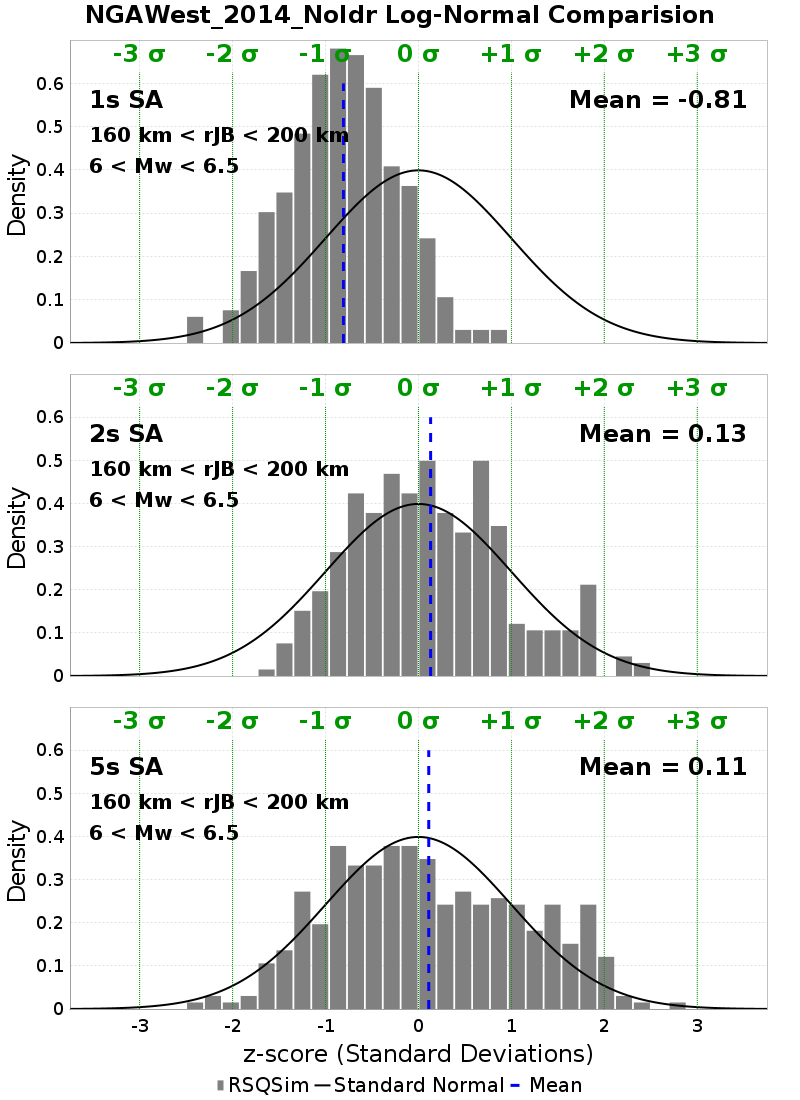 NGAWest_2014_NoIdr Log-Normal Comparision
-3 σ -2 σ -1 σ 0 σ +1 σ +2 σ +3 σ
1s SA Mean = -0.81
160 km < rJB < 200 km
6 < Mw < 6.5
Density
0.6
0.5
0.4
0.3
0.2
0.1
0
-3 σ -2 σ -1 σ 0 σ +1 σ +2 σ +3 σ
2s SA Mean = 0.13
160 km < rJB < 200 km
6 < Mw < 6.5
Density
0.6
0.5
0.4
0.3
0.2
0.1
0
-3 σ -2 σ -1 σ 0 σ +1 σ +2 σ +3 σ
5s SA Mean = 0.11
160 km < rJB < 200 km
6 < Mw < 6.5
Density
0.6
0.5
0.4
0.3
0.2
0.1
0
-3 -2 -1 0 1 2 3
z-score (Standard Deviations)
RSQSim Standard Normal Mean